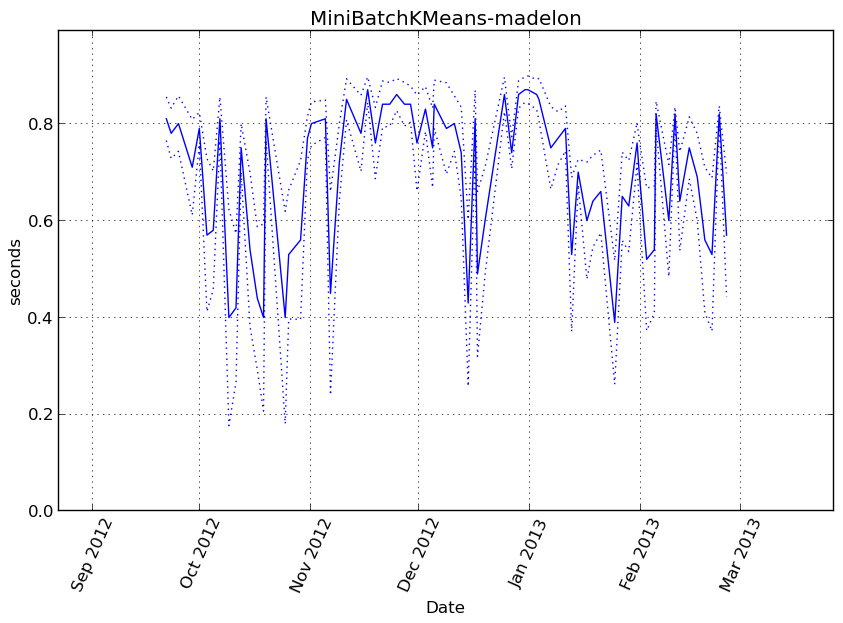 MiniBatchKMeans-madelon
seconds
0.8
0.6
0.4
0.2
0.0
Sep 2012
Oct 2012
Nov 2012
Dec 2012
Jan 2013
Feb 2013
Mar 2013
Date